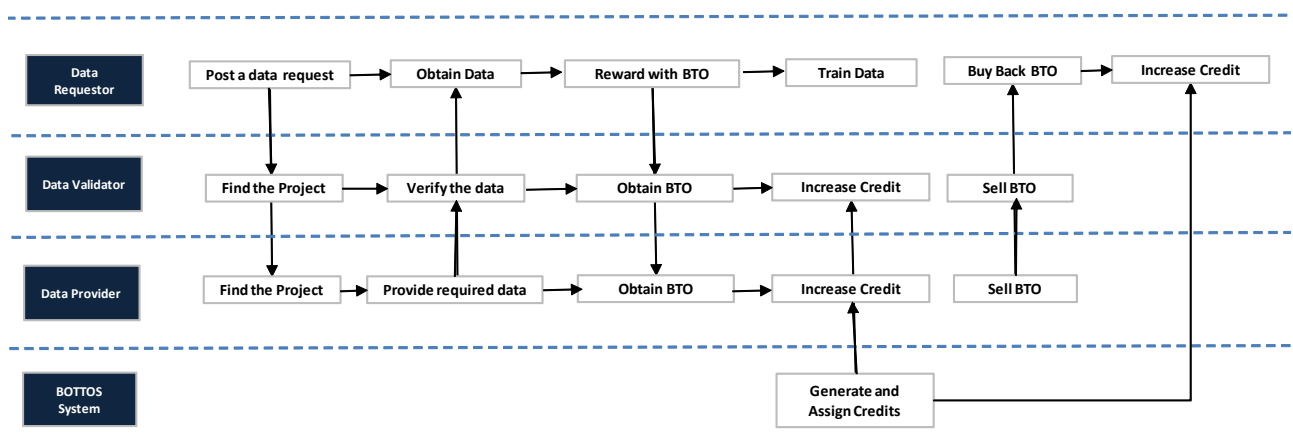 Data
Requestor
Post a data request
Obtain Data
Reward with BTO
Train Data
Buy Back BTO
Increase Credit
Data Validator
Find the Project
Verify the data
Obtain BTO
Increase Credit
Sell BTO
Data Provider
Find the Project
Provide required data
Obtain BTO
Increase Credit
Sell BTO
BOTTOS
System
Generate and
Assign Credits